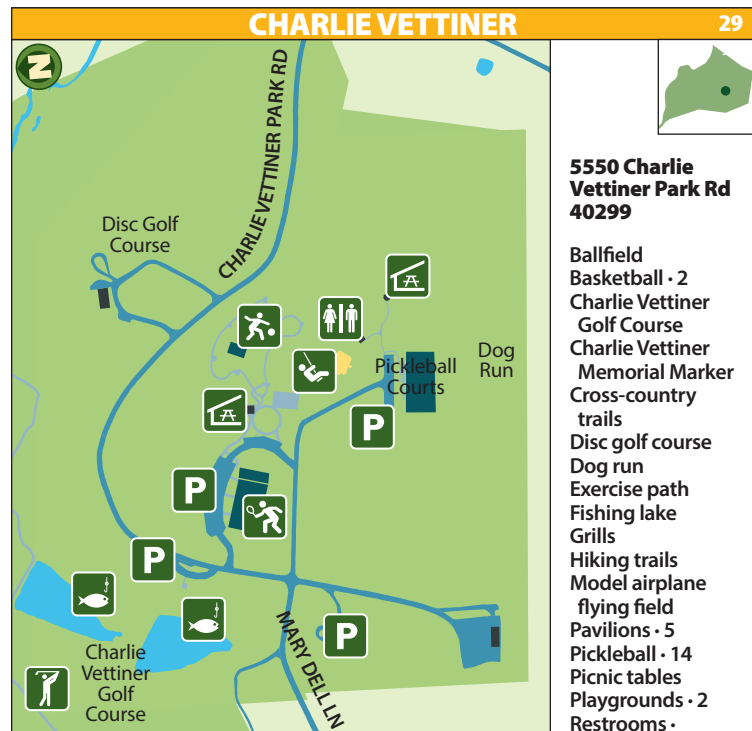 CHARLIE VETTINER
29
N
CHARLIE VETTINER PARK RD
Disc Golf
Course
Pickleball
Courts
Dog
Run
P
P
P
P
MARY DELL LN
Charlie
Vettiner
Golf
Course
5550 Charlie
Vettiner Park Rd
40299
Ballfield
Basketball · 2
Charlie Vettiner
Golf Course
Charlie Vettiner
Memorial Marker
Cross-country
trails
Disc golf course
Dog run
Exercise path
Fishing lake
Grills
Hiking trails
Model airplane
flying field
Pavilions · 5
Pickleball · 14
Picnic tables
Playgrounds · 2
Restrooms ·